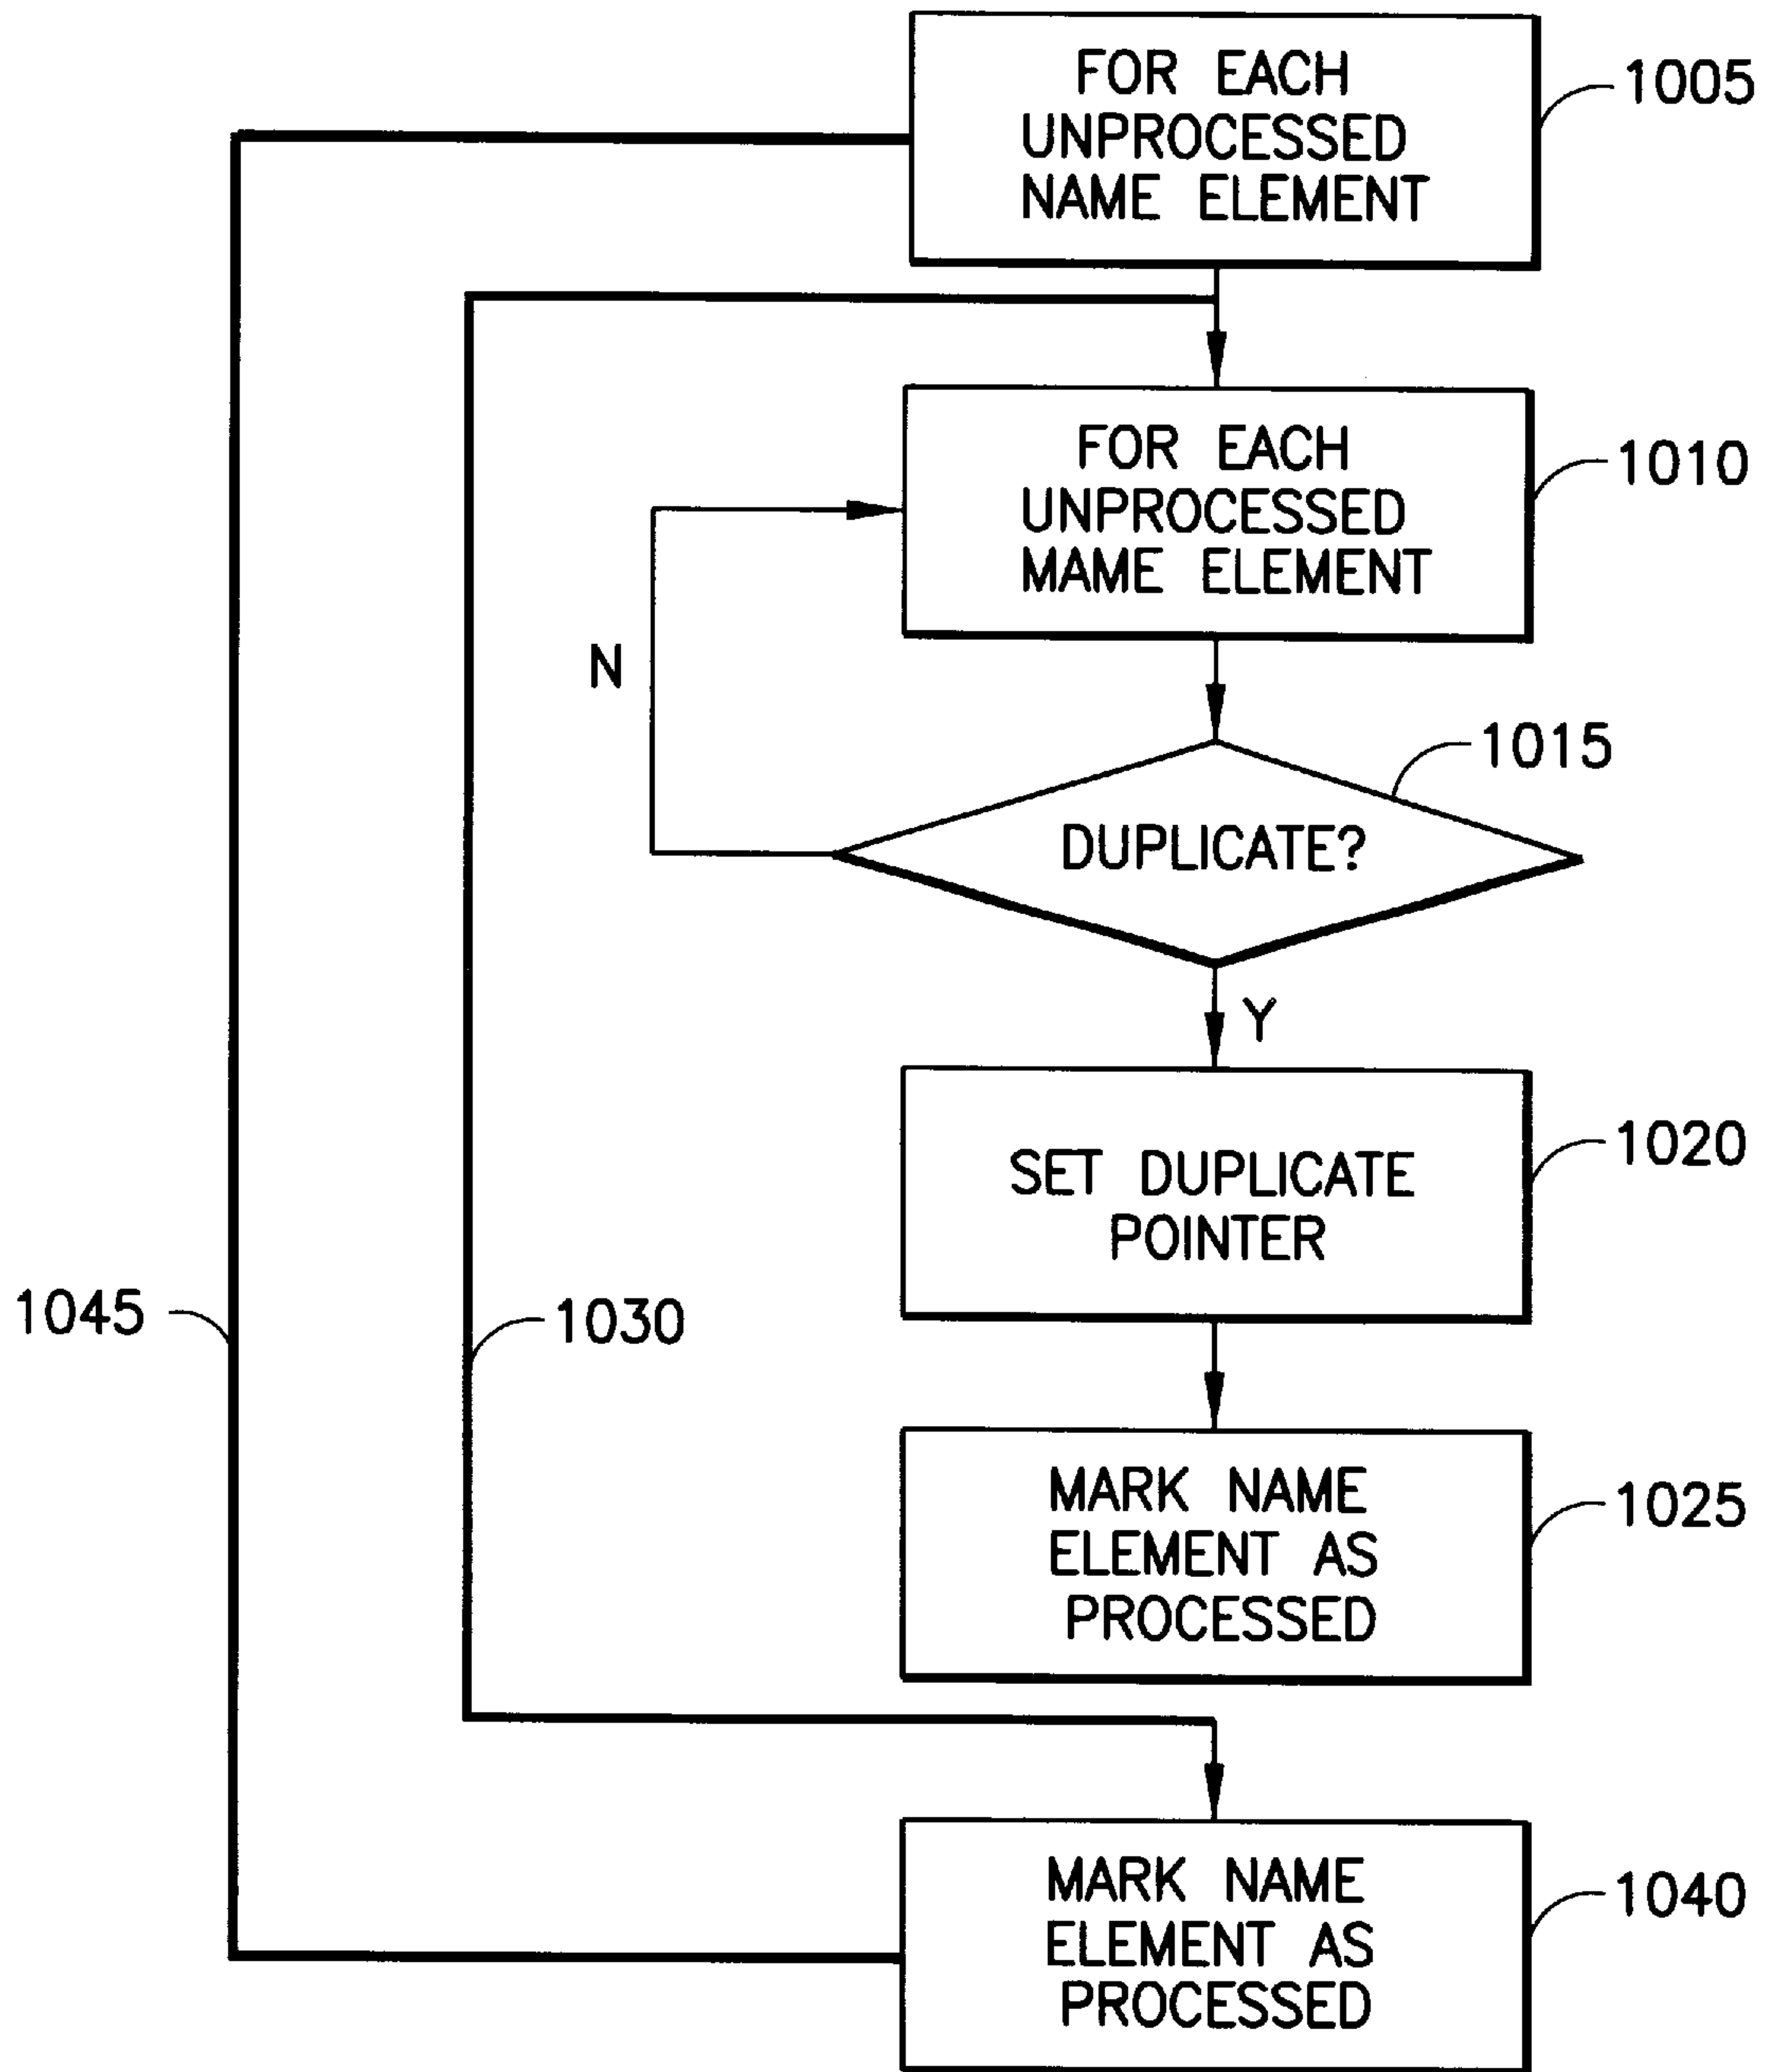 FOR EACH
UNPROCESSED
NAME ELEMENT
1005
FOR EACH
UNPROCESSED
MAME ELEMENT
1010
N
1015
DUPLICATE?
Y
SET DUPLICATE
POINTER
1020
1045
1030
MARK NAME
ELEMENT AS
PROCESSED
1025
MARK NAME
ELEMENT AS
PROCESSED
1040